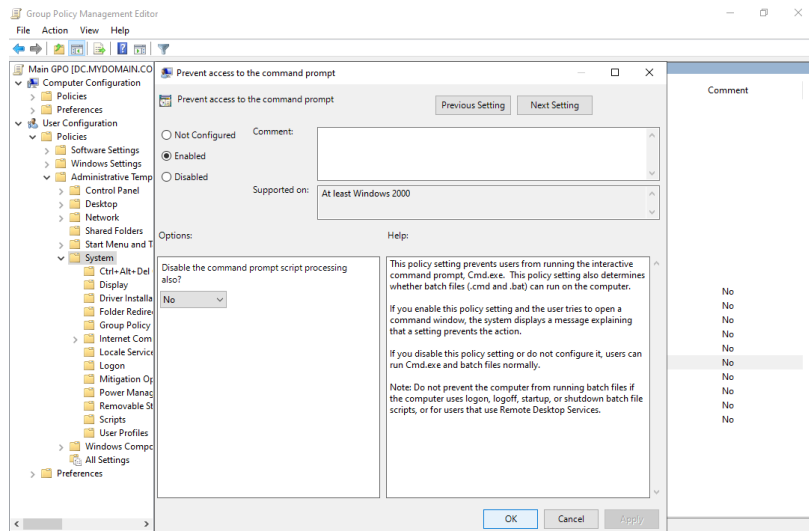 Group Policy Management Editor
File Action View Help
Main GPO [DC.MYDOMAIN.CO
Computer Configuration
Policies
Preferences
User Configuration
Policies
Software Settings
Windows Settings
Administrative Temp
Control Panel
Desktop
Network
Shared Folders
Start Menu and T
System
Ctrl+Alt+Del
Display
Driver Installa
Folder Redire
Group Policy
Internet Com
Locale Service
Logon
Mitigation Op
Power Manag
Removable St
Scripts
User Profiles
Windows Compo
All Settings
Preferences
Prevent access to the command prompt
Prevent access to the command prompt
Previous Setting
Next Setting
Not Configured
Enabled
Disabled
Comment:
Supported on:
At least Windows 2000
Options:
Help:
Disable the command prompt script processing
also?
No
This policy setting prevents users from running the interactive
command prompt, Cmd.exe. This policy setting also determines
whether batch files (.cmd and .bat) can run on the computer.
If you enable this policy setting and the user tries to open a
command window, the system displays a message explaining
that a setting prevents the action.
If you disable this policy setting or do not configure it, users can
run Cmd.exe and batch files normally.
Note: Do not prevent the computer from running batch files if
the computer uses logon, logoff, startup, or shutdown batch file
scripts, or for users that use Remote Desktop Services.
OK
Cancel
Apply
Comment
No
No
No
No
No
No
No
No
No
No